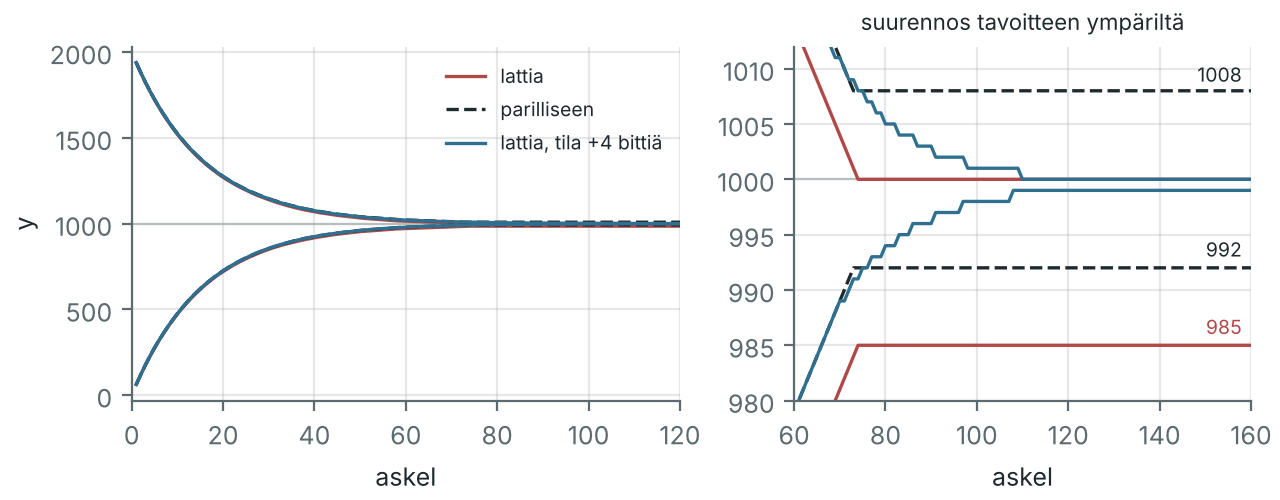 2000
1500
1000
500
0
y
0 20 40 60 80 100 120
askel
lattia
parilliseen
lattia, tila +4 bittiä
suurennos tavoitteen ympäriltä
1010
1005
1000
995
990
985
980
1008
992
985
60 80 100 120 140 160
askel